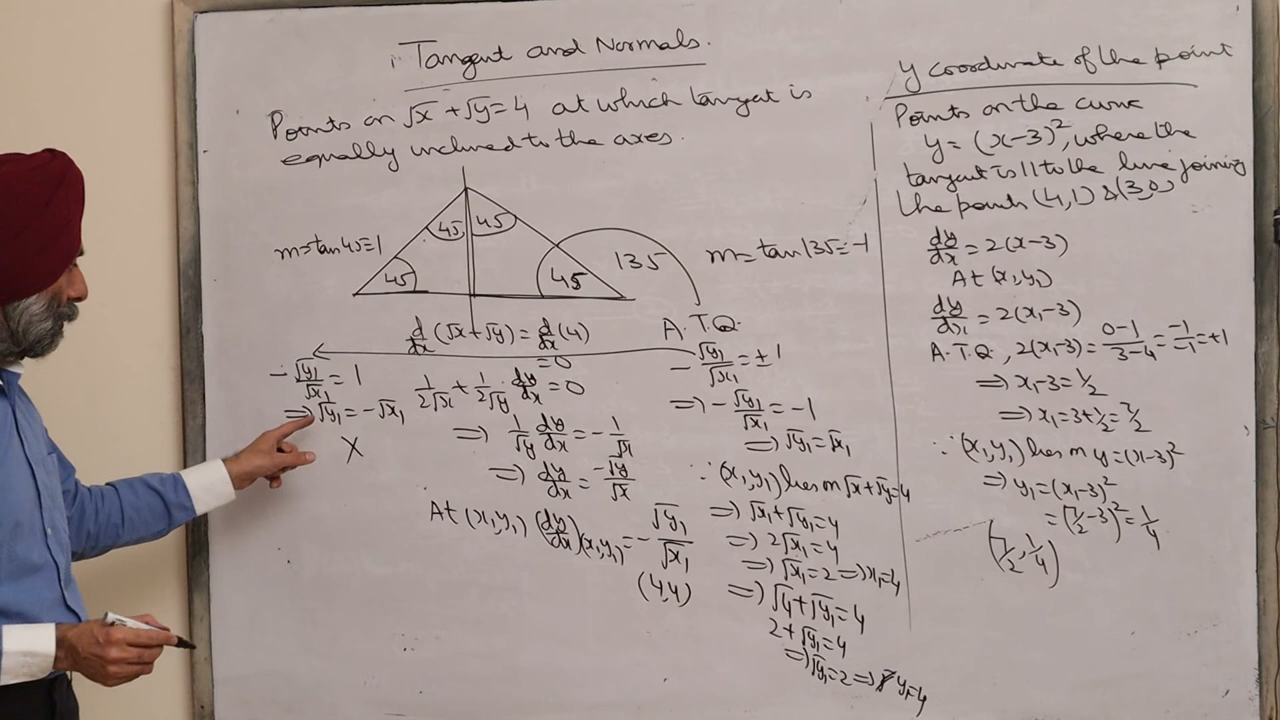 Tangent and Normals.
Points on √x + √y = 4 at which tangent is
equally inclined to the axes.
m = tan 45 = 1
45
45
45
45
135
m = tan 135 = -1
d/dx (√x + √y) = d/dx (4)
= 0
1/2√x + 1/2√y dy/dx = 0
⇒ 1/√y dy/dx = - 1/√x
⇒ dy/dx = -√y/√x
At (x₁, y₁) (dy/dx)(x₁, y₁) = - √y₁/√x₁
(4,4)
- √y₁/√x₁ = 1
⇒ √y₁ = -√x₁
X
A.T.Q.
- √y₁/√x₁ = ±1
⇒ - √y₁/√x₁ = -1
⇒ √y₁ = √x₁
∵ (x₁, y₁) lies on √x + √y = 4
⇒ √x₁ + √y₁ = 4
⇒ 2√x₁ = 4
⇒ √x₁ = 2 ⇒ x₁ = 4
⇒ √4 + √y₁ = 4
2 + √y₁ = 4
⇒ √y₁ = 2 ⇒ y₁ = 4
y coordinate of the point
Points on the curve
y = (x-3)², where the
tangent is || to the line joining
the points (4,1) & (3,0)
dy/dx = 2(x-3)
At (x₁, y₁)
dy/dx₁ = 2(x₁-3)
A.T.Q, 2(x₁-3) = 0-1/3-4 = -1/-1 = +1
⇒ x₁-3 = 1/2
⇒ x₁ = 3+1/2 = 7/2
∵ (x₁, y₁) lies on y = (x-3)²
⇒ y₁ = (x₁-3)²
= (7/2-3)² = 1/4
(7/2, 1/4)